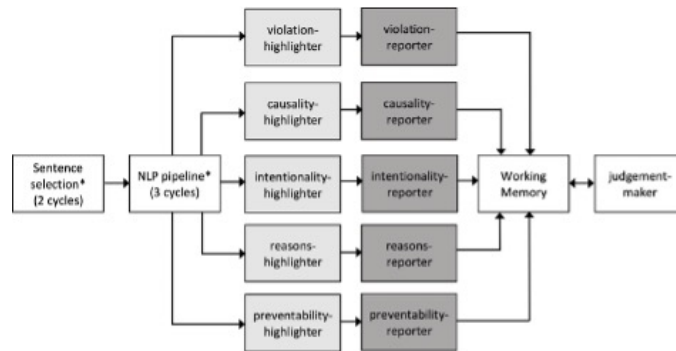 violation-
highlighter
violation-
reporter
causality-
highlighter
causality-
reporter
Sentence
selection*
(2 cycles)
NLP pipeline*
(3 cycles)
intentionality-
highlighter
intentionality-
reporter
Working
Memory
judgement-
maker
reasons-
highlighter
reasons-
reporter
preventability-
highlighter
preventability-
reporter